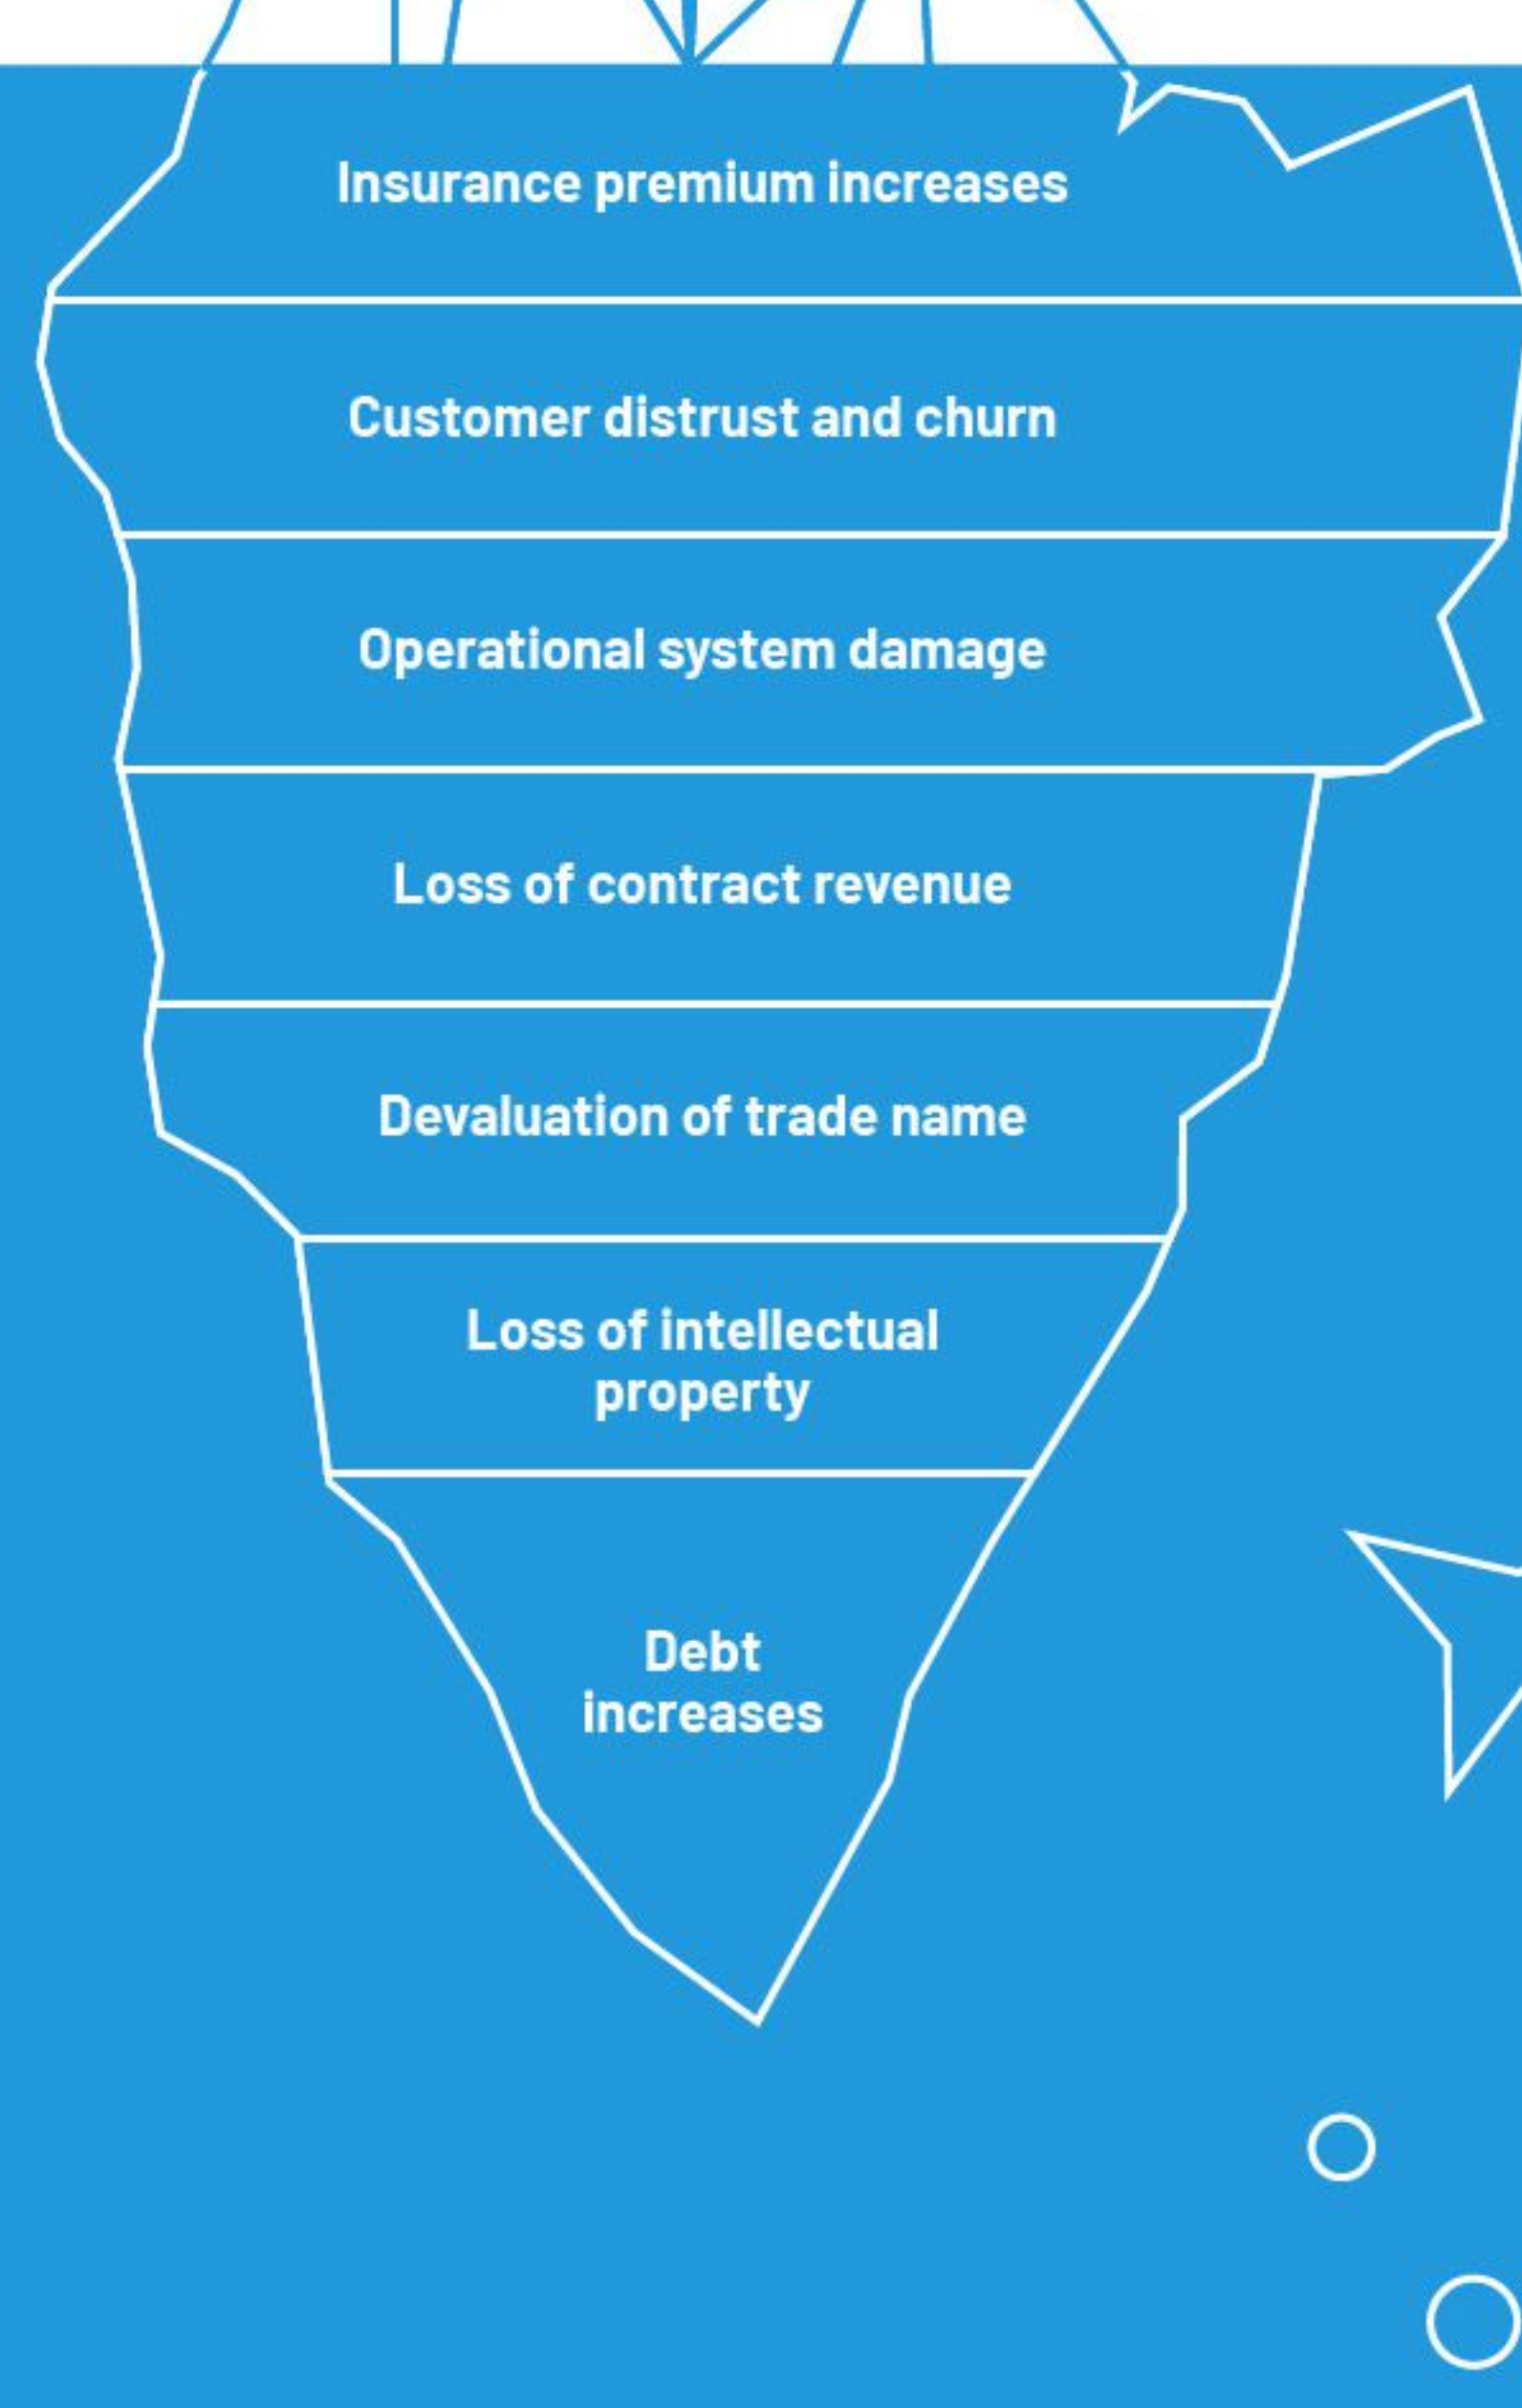 Insurance premium increases
Customer distrust and churn
Operational system damage
Loss of contract revenue
Devaluation of trade name
Loss of intellectual
property
Debt
increases